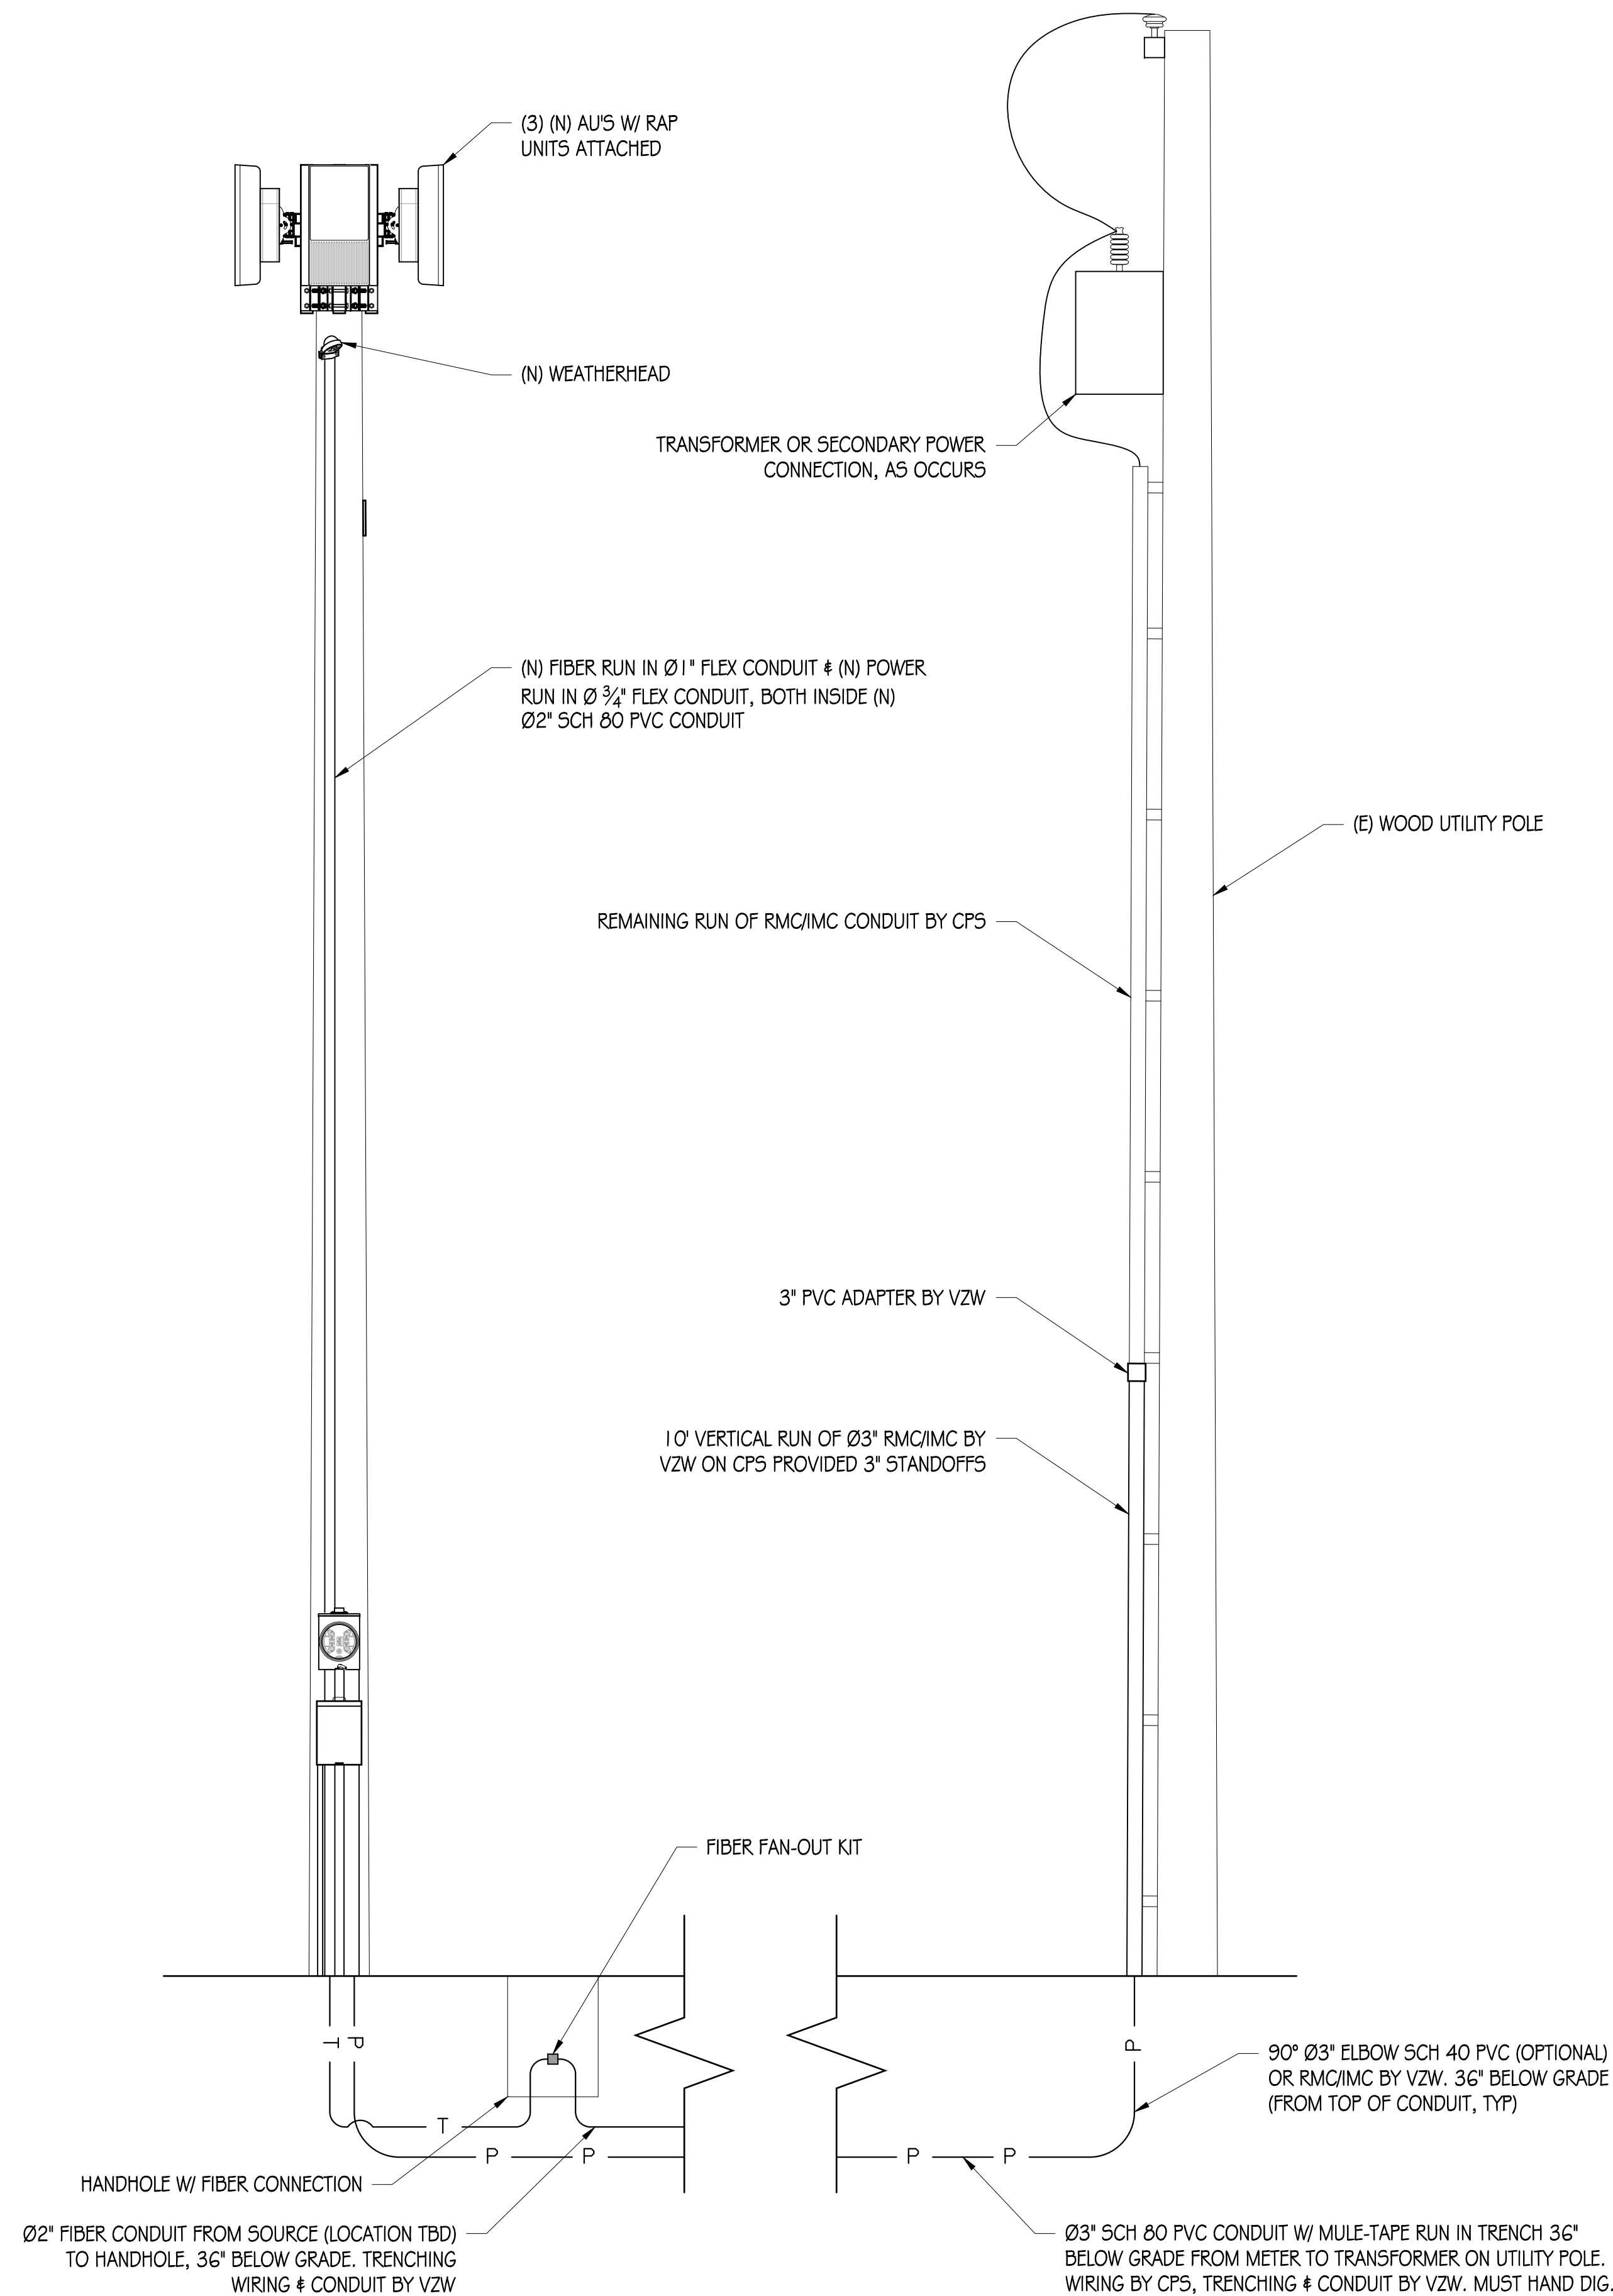 (3) (N) AU'S W/ RAP
UNITS ATTACHED
(N) WEATHERHEAD
TRANSFORMER OR SECONDARY POWER
CONNECTION, AS OCCURS
(N) FIBER RUN IN Ø1" FLEX CONDUIT & (N) POWER
RUN IN Ø 3/4" FLEX CONDUIT, BOTH INSIDE (N)
Ø2" SCH 80 PVC CONDUIT
(E) WOOD UTILITY POLE
REMAINING RUN OF RMC/IMC CONDUIT BY CPS
3" PVC ADAPTER BY VZW
10' VERTICAL RUN OF Ø3" RMC/IMC BY
VZW ON CPS PROVIDED 3" STANDOFFS
FIBER FAN-OUT KIT
T
P
P
90° Ø3" ELBOW SCH 40 PVC (OPTIONAL)
OR RMC/IMC BY VZW. 36" BELOW GRADE
(FROM TOP OF CONDUIT, TYP)
T
P
P
P
P
HANDHOLE W/ FIBER CONNECTION
Ø2" FIBER CONDUIT FROM SOURCE (LOCATION TBD)
TO HANDHOLE, 36" BELOW GRADE. TRENCHING
WIRING & CONDUIT BY VZW
Ø3" SCH 80 PVC CONDUIT W/ MULE-TAPE RUN IN TRENCH 36"
BELOW GRADE FROM METER TO TRANSFORMER ON UTILITY POLE.
WIRING BY CPS, TRENCHING & CONDUIT BY VZW. MUST HAND DIG.